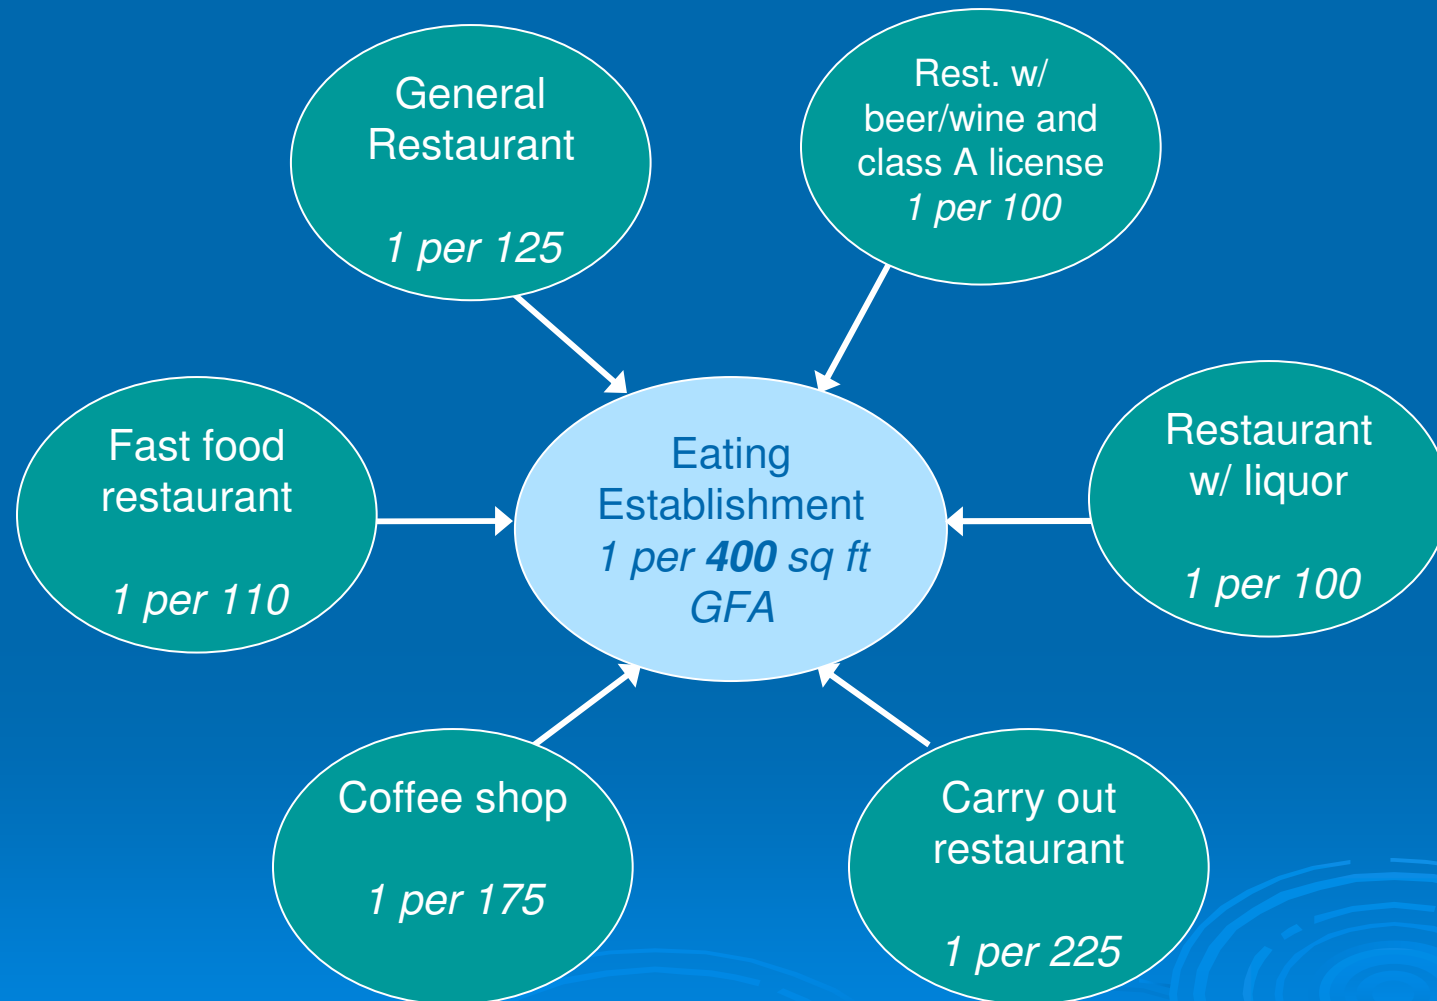 General
Restaurant
1 per 125
Rest. w/
beer/wine and
class A license
1 per 100
Fast food
restaurant
1 per 110
Eating
Establishment
1 per 400 sq ft
GFA
Restaurant
w/ liquor
1 per 100
Coffee shop
1 per 175
Carry out
restaurant
1 per 225